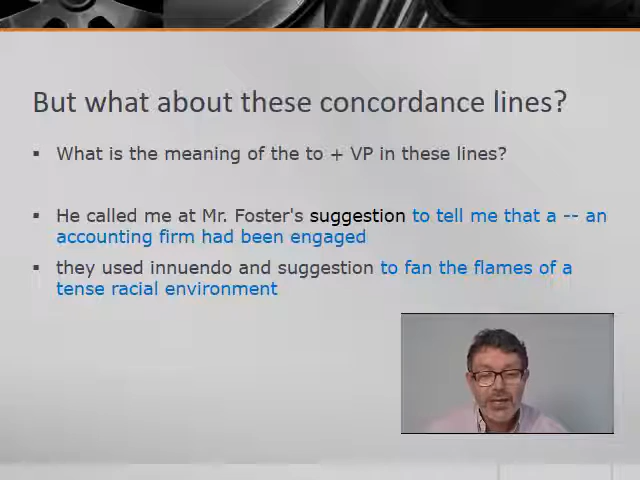 But what about these concordance lines?
▪ What is the meaning of the to + VP in these lines?
▪ He called me at Mr. Foster's suggestion to tell me that a -- an
accounting firm had been engaged
▪ they used innuendo and suggestion to fan the flames of a
tense racial environment